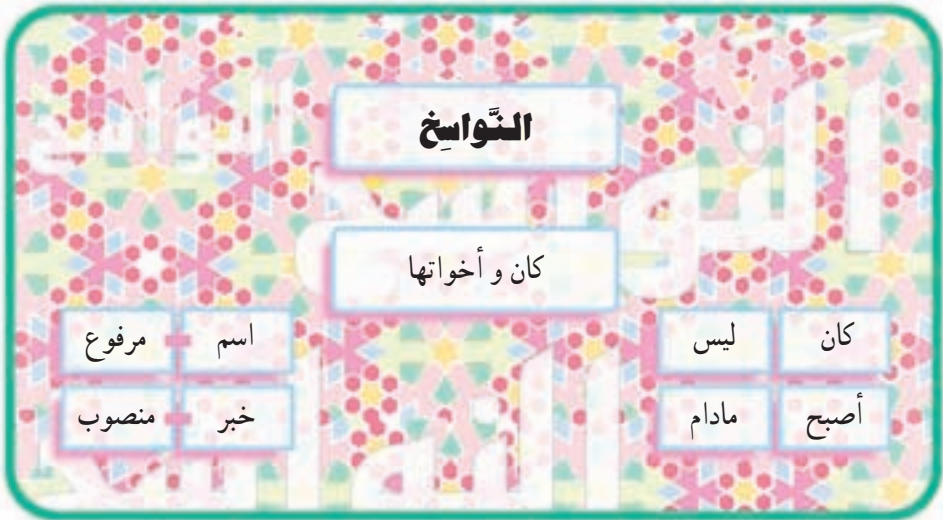 النَّواسِخ
كان و أخواتها
كان ليس اسم مرفوع
أصبح مادام خبر منصوب